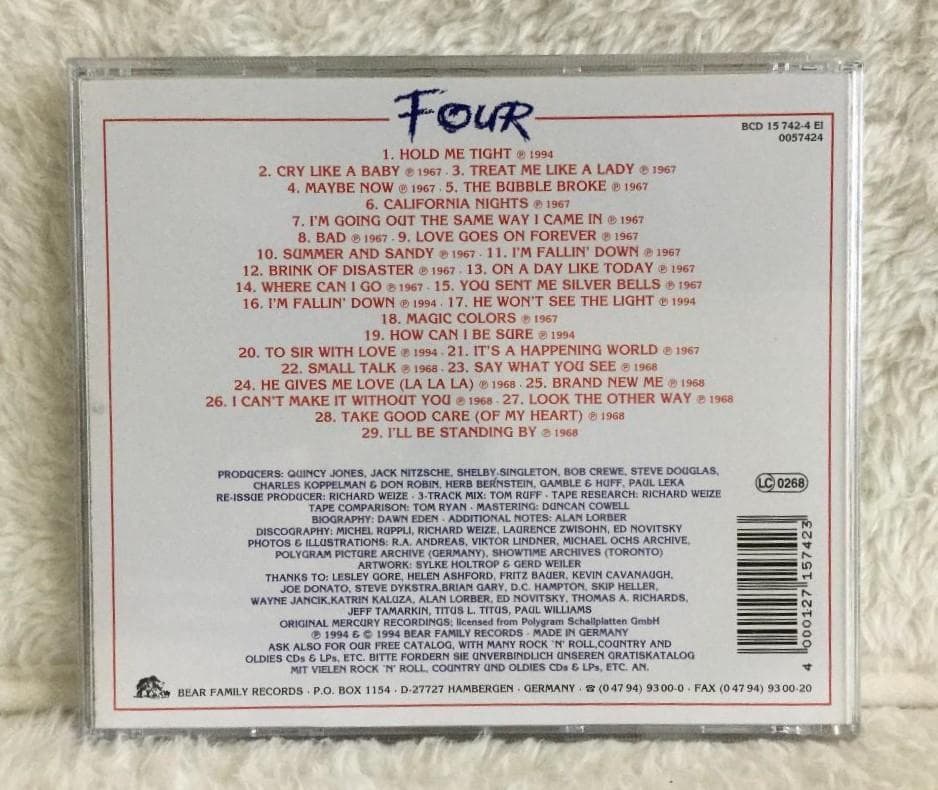 FOUR
BCD 15 742-4 EI
0057424
1. HOLD ME TIGHT ℗ 1994
2. CRY LIKE A BABY ℗ 1967 · 3. TREAT ME LIKE A LADY ℗ 1967
4. MAYBE NOW ℗ 1967 · 5. THE BUBBLE BROKE ℗ 1967
6. CALIFORNIA NIGHTS ℗ 1967
7. I'M GOING OUT THE SAME WAY I CAME IN ℗ 1967
8. BAD ℗ 1967 · 9. LOVE GOES ON FOREVER ℗ 1967
10. SUMMER AND SANDY ℗ 1967 · 11. I'M FALLIN' DOWN ℗ 1967
12. BRINK OF DISASTER ℗ 1967 · 13. ON A DAY LIKE TODAY ℗ 1967
14. WHERE CAN I GO ℗ 1967 · 15. YOU SENT ME SILVER BELLS ℗ 1967
16. I'M FALLIN' DOWN ℗ 1994 · 17. HE WON'T SEE THE LIGHT ℗ 1994
18. MAGIC COLORS ℗ 1967
19. HOW CAN I BE SURE ℗ 1994
20. TO SIR WITH LOVE ℗ 1994 · 21. IT'S A HAPPENING WORLD ℗ 1967
22. SMALL TALK ℗ 1968 · 23. SAY WHAT YOU SEE ℗ 1968
24. HE GIVES ME LOVE (LA LA LA) ℗ 1968 · 25. BRAND NEW ME ℗ 1968
26. I CAN'T MAKE IT WITHOUT YOU ℗ 1968 · 27. LOOK THE OTHER WAY ℗ 1968
28. TAKE GOOD CARE (OF MY HEART) ℗ 1968
29. I'LL BE STANDING BY ℗ 1968
PRODUCERS: QUINCY JONES, JACK NITZSCHE, SHELBY SINGLETON, BOB CREWE, STEVE DOUGLAS,
CHARLES KOPPELMAN & DON ROBIN, HERB BERNSTEIN, GAMBLE & HUFF, PAUL LEKA
RE-ISSUE PRODUCER: RICHARD WEIZE · 3-TRACK MIX: TOM RUFF · TAPE RESEARCH: RICHARD WEIZE
TAPE COMPARISON: TOM RYAN · MASTERING: DUNCAN COWELL
BIOGRAPHY: DAWN EDEN · ADDITIONAL NOTES: ALAN LORBER
DISCOGRAPHY: MICHEL RUPPLI, RICHARD WEIZE, LAURENCE ZWISOHN, ED NOVITSKY
PHOTOS & ILLUSTRATIONS: R.A. ANDREAS, VIKTOR LINDNER, MICHAEL OCHS ARCHIVE,
POLYGRAM PICTURE ARCHIVE (GERMANY), SHOWTIME ARCHIVES (TORONTO)
ARTWORK: SYLKE HOLTROP & GERD WEILER
THANKS TO: LESLEY GORE, HELEN ASHFORD, FRITZ BAUER, KEVIN CAVANAUGH,
JOE DONATO, STEVE DYKSTRA,BRIAN GARY, D.C. HAMPTON, SKIP HELLER,
WAYNE JANCIK,KATRIN KALUZA, ALAN LORBER, ED NOVITSKY, THOMAS A. RICHARDS,
JEFF TAMARKIN, TITUS L. TITUS, PAUL WILLIAMS
ORIGINAL MERCURY RECORDINGS; licensed from Polygram Schallplatten GmbH
℗ 1994 & © 1994 BEAR FAMILY RECORDS · MADE IN GERMANY
ASK ALSO FOR OUR FREE CATALOG, WITH MANY ROCK 'N' ROLL,COUNTRY AND
OLDIES CDs & LPs, ETC. BITTE FORDERN SIE UNVERBINDLICH UNSEREN GRATISKATALOG
MIT VIELEN ROCK 'N' ROLL, COUNTRY UND OLDIES CDs & LPs, ETC. AN.
LC 0268
4 000127 157423
BEAR FAMILY RECORDS · P.O. BOX 1154 · D-27727 HAMBERGEN · GERMANY · ☎ (0 47 94) 93 00-0 · FAX (0 47 94) 93 00-20